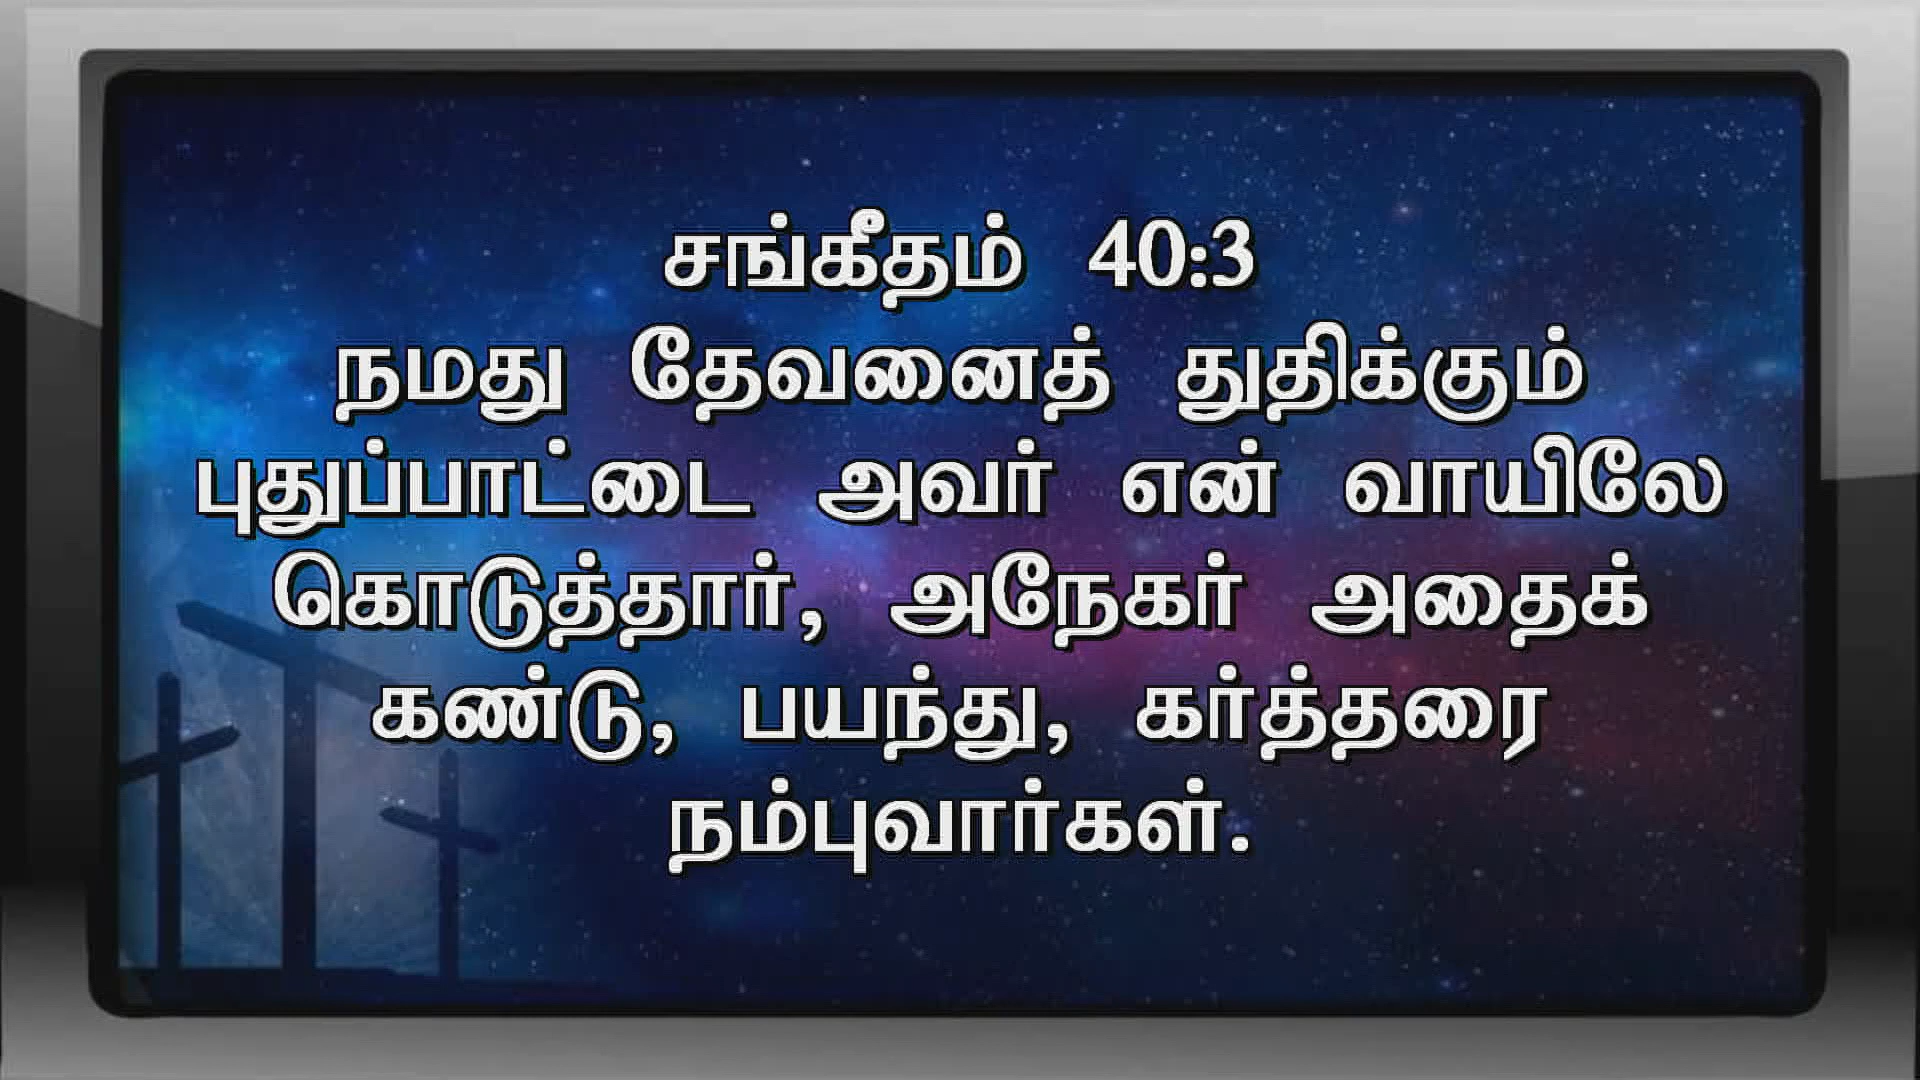 சங்கீதம் 40:3
நமது தேவனைத் துதிக்கும்
புதுப்பாட்டை அவர் என் வாயிலே
கொடுத்தார், அநேகர் அதைக்
கண்டு, பயந்து, கர்த்தரை
நம்புவார்கள்.